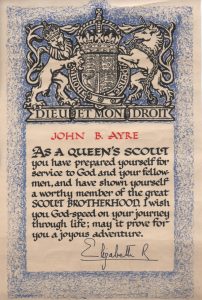 DIEU ET MON DROIT
JOHN B. AYRE
AS A QUEEN'S SCOUT
you have prepared yourself for
service to God and your fellow-
men, and have shown yourself
a worthy member of the great
SCOUT BROTHERHOOD. I wish
you God-speed on your journey
through life; may it prove for
you a joyous adventure.
Elizabeth R